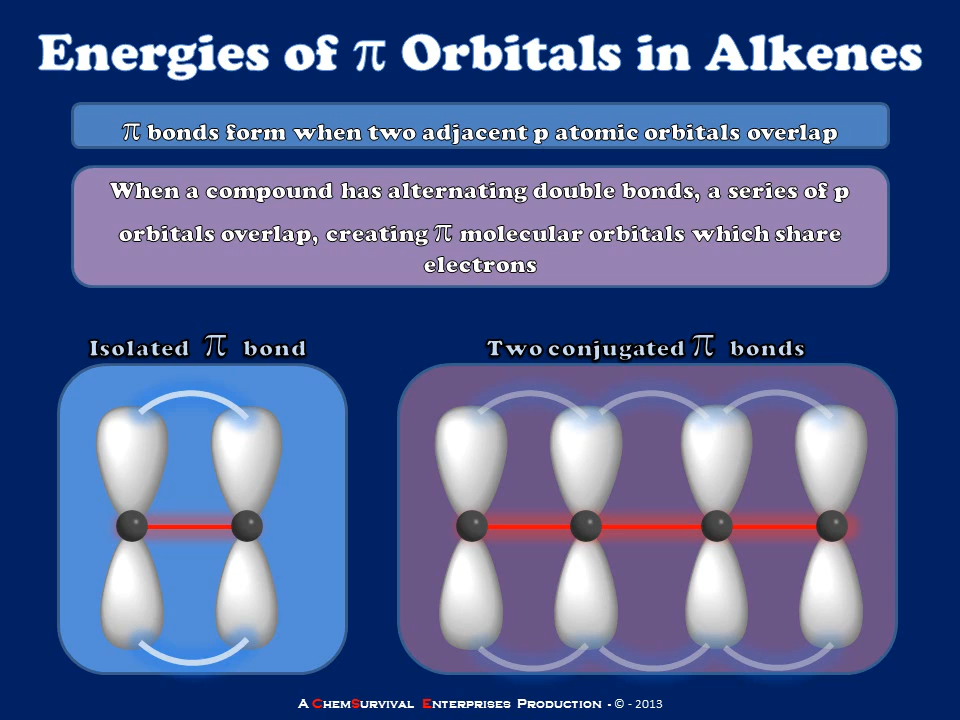 Energies of π Orbitals in Alkenes
π bonds form when two adjacent p atomic orbitals overlap
When a compound has alternating double bonds, a series of p
orbitals overlap, creating π molecular orbitals which share
electrons
Isolated π bond
Two conjugated π bonds
A ChemSurvival Enterprises Production - © - 2013